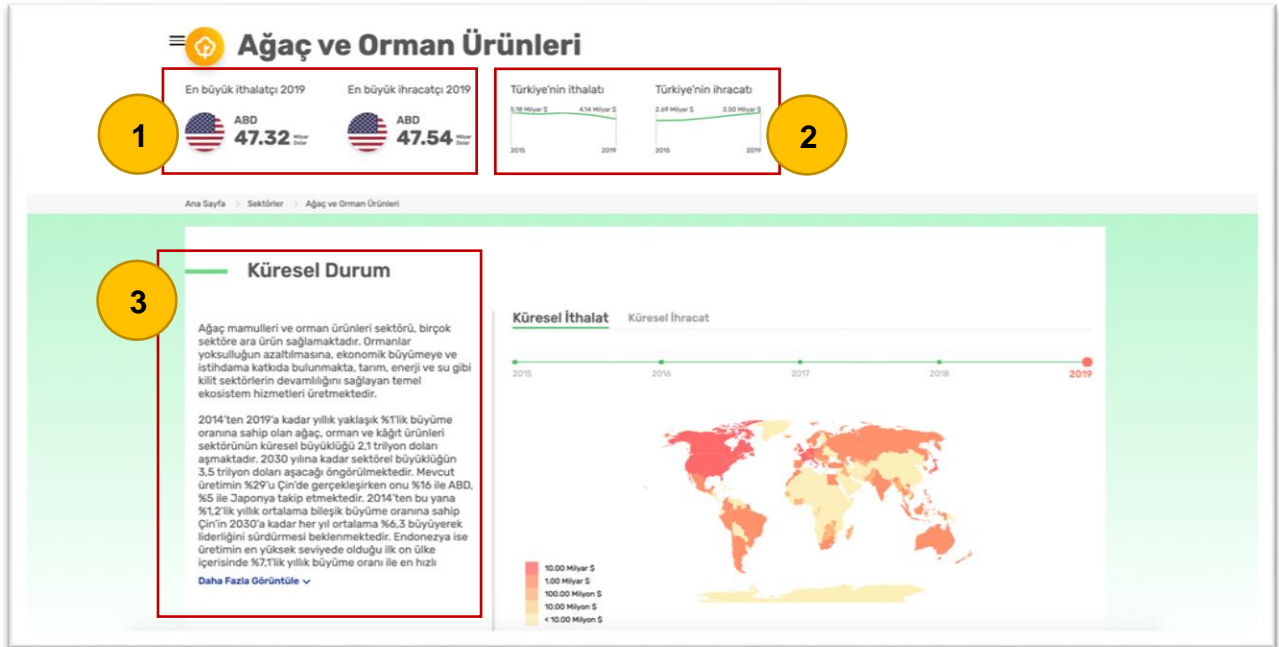 Ağaç ve Orman Ürünleri
En büyük ithalatçı 2019
En büyük ihracatçı 2019
ABD
47.32 Milyar Dolar
ABD
47.54 Milyar Dolar
1
Türkiye'nin ithalatı
5.18 Milyar $ 4.14 Milyar $
2015 2019
Türkiye'nin ihracatı
2.69 Milyar $ 3.50 Milyar $
2015 2019
2
Ana Sayfa > Sektörler > Ağaç ve Orman Ürünleri
3
Küresel Durum
Ağaç mamulleri ve orman ürünleri sektörü, birçok
sektöre ara ürün sağlamaktadır. Ormanlar
yoksulluğun azaltılmasına, ekonomik büyümeye ve
istihdama katkıda bulunmakta, tarım, enerji ve su gibi
kilit sektörlerin devamlılığını sağlayan temel
ekosistem hizmetleri üretmektedir.
2014'ten 2019'a kadar yıllık yaklaşık %1'lik büyüme
oranına sahip olan ağaç, orman ve kâğıt ürünleri
sektörünün küresel büyüklüğü 2,1 trilyon doları
aşmaktadır. 2030 yılına kadar sektörel büyüklüğün
3,5 trilyon doları aşacağı öngörülmektedir. Mevcut
üretimin %29'u Çin'de gerçekleşirken onu %16 ile ABD,
%5 ile Japonya takip etmektedir. 2014'ten bu yana
%1,2'lik yıllık ortalama bileşik büyüme oranına sahip
Çin'in 2030'a kadar her yıl ortalama %6,3 büyüyerek
liderliğini sürdürmesi beklenmektedir. Endonezya ise
üretimin en yüksek seviyede olduğu ilk on ülke
içerisinde %7,1'lik yıllık büyüme oranı ile en hızlı
Daha Fazla Görüntüle
Küresel İthalat Küresel İhracat
2015 2016 2017 2018 2019
10.00 Milyar $
1.00 Milyar $
100.00 Milyon $
10.00 Milyon $
< 10.00 Milyon $